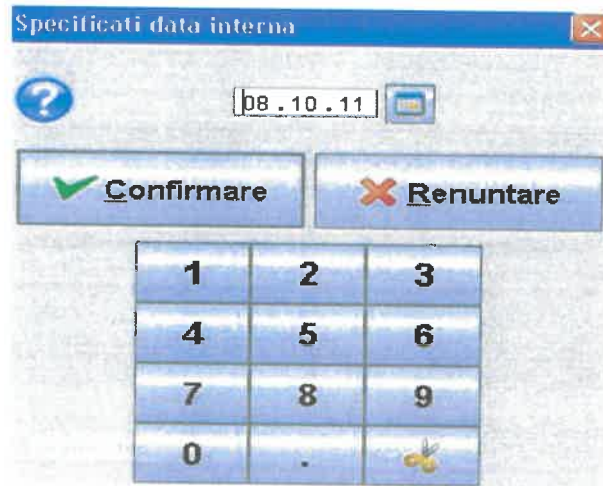 Specificati data interna
08.10.11
Confirmare Renuntare
1 2 3
4 5 6
7 8 9
0 .